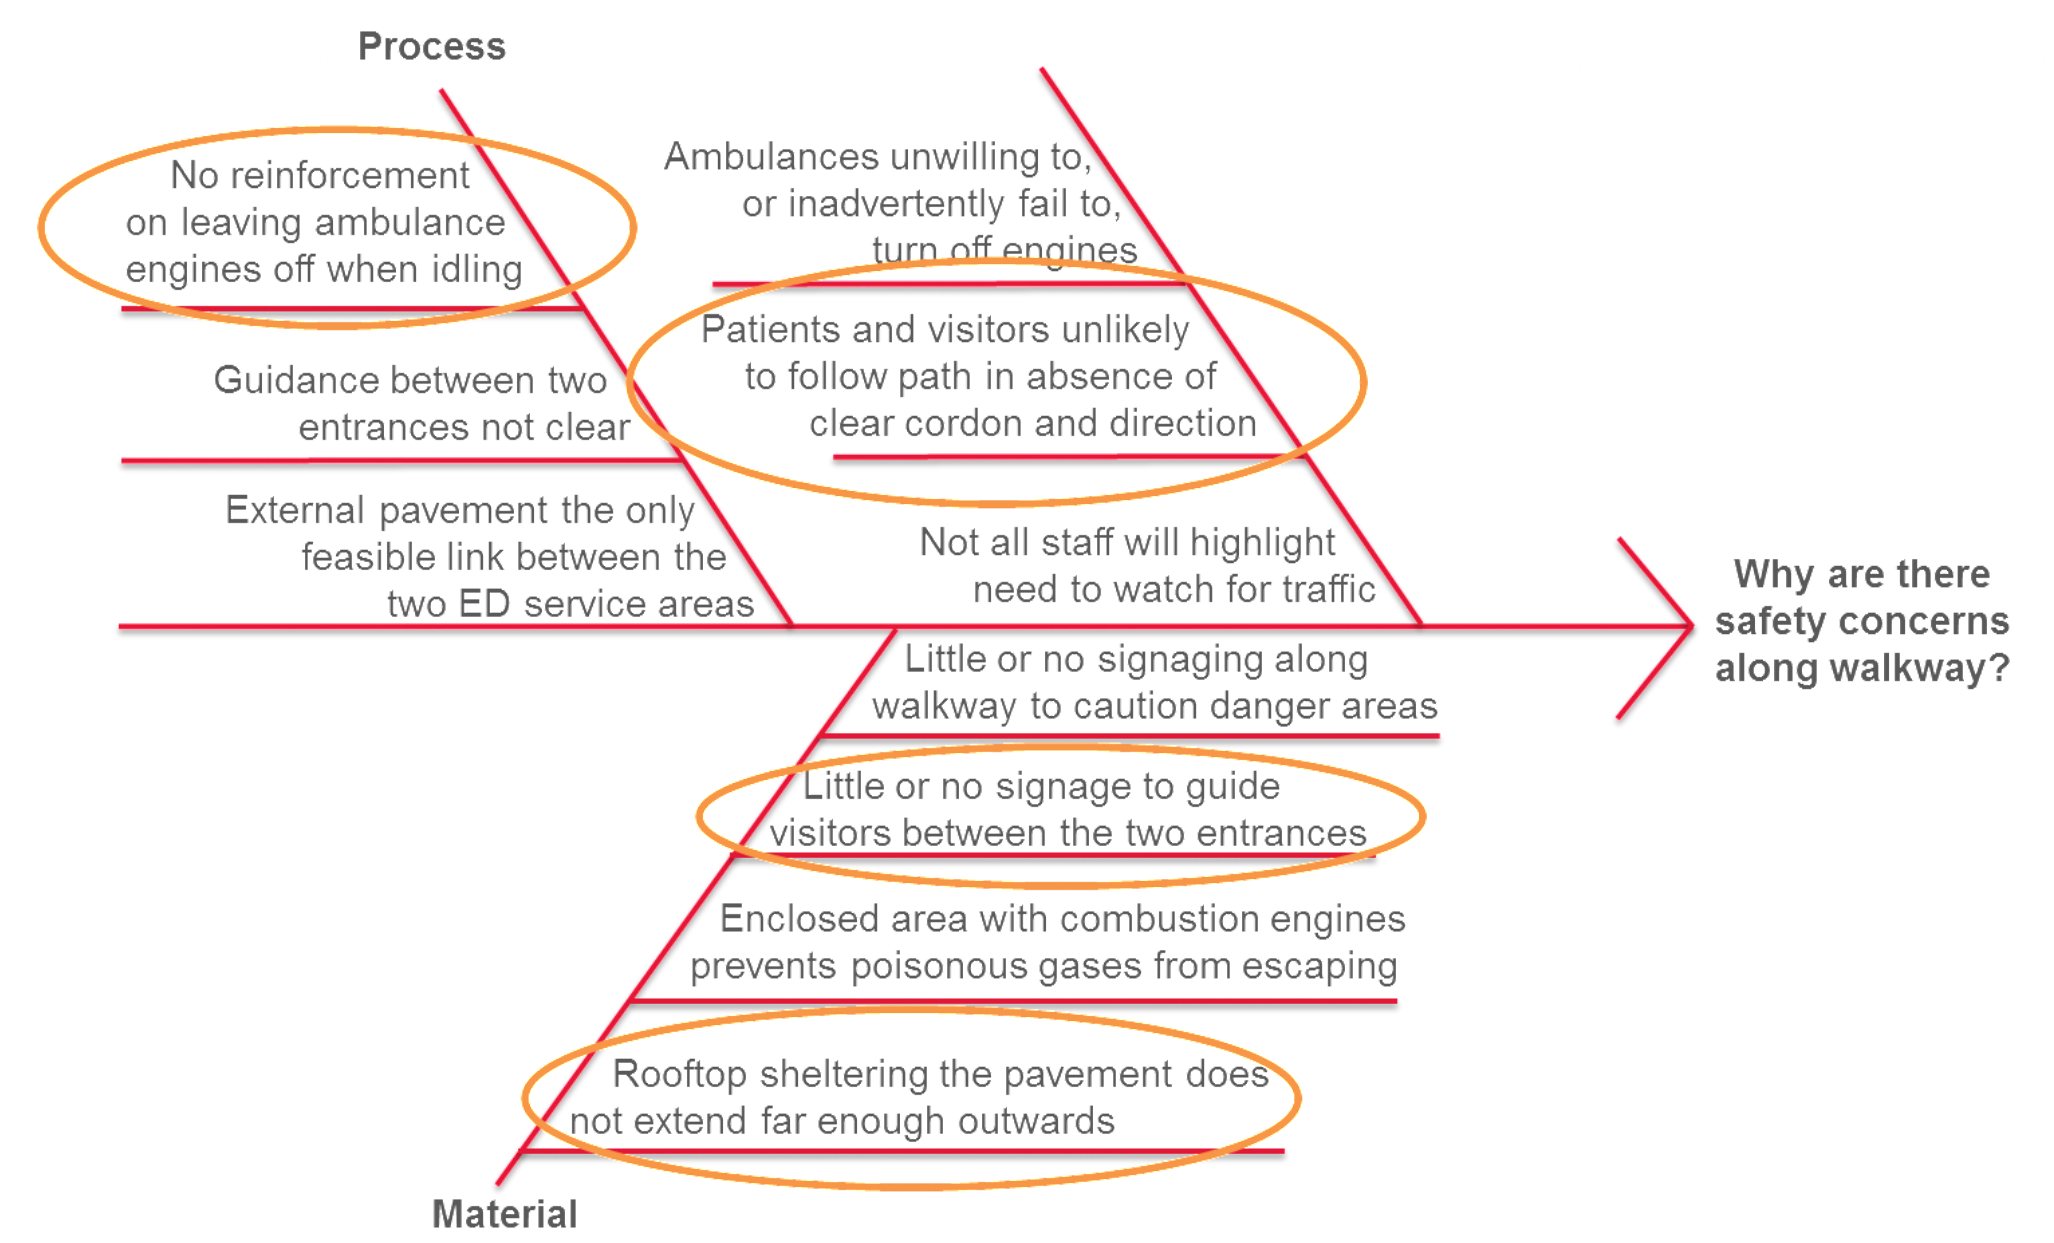 Process
No reinforcement
on leaving ambulance
engines off when idling
Guidance between two
entrances not clear
External pavement the only
feasible link between the
two ED service areas
Ambulances unwilling to,
or inadvertently fail to,
turn off engines
Patients and visitors unlikely
to follow path in absence of
clear cordon and direction
Not all staff will highlight
need to watch for traffic
Why are there
safety concerns
along walkway?
Little or no signaging along
walkway to caution danger areas
Little or no signage to guide
visitors between the two entrances
Enclosed area with combustion engines
prevents poisonous gases from escaping
Rooftop sheltering the pavement does
not extend far enough outwards
Material